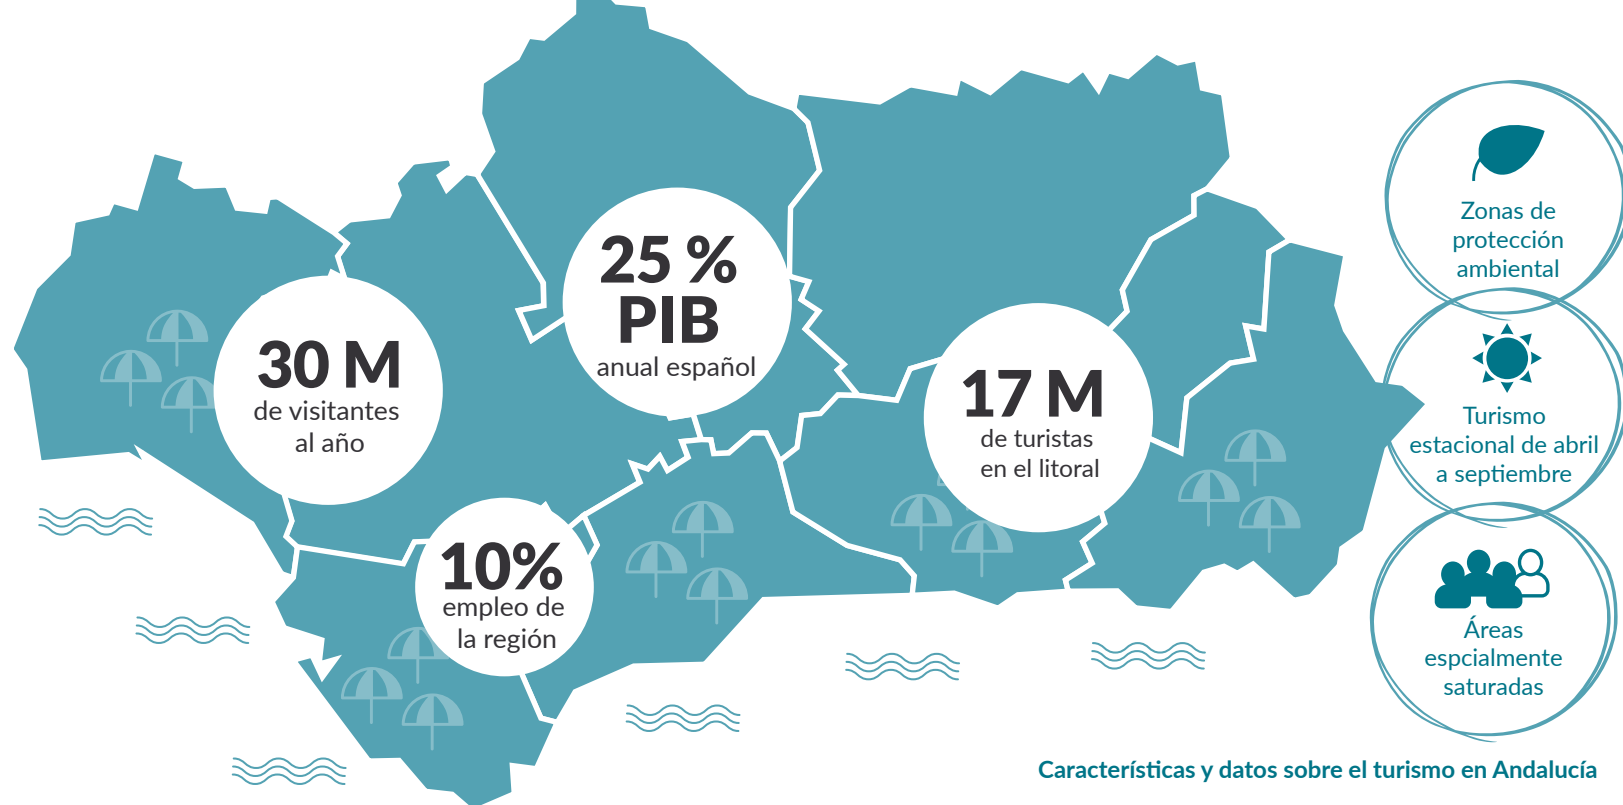 25 %
PIB
anual español
30 M
de visitantes
al año
17 M
de turistas
en el litoral
10%
empleo de
la región
Zonas de
protección
ambiental
Turismo
estacional de abril
a septiembre
Áreas
espcialmente
saturadas
Características y datos sobre el turismo en Andalucía